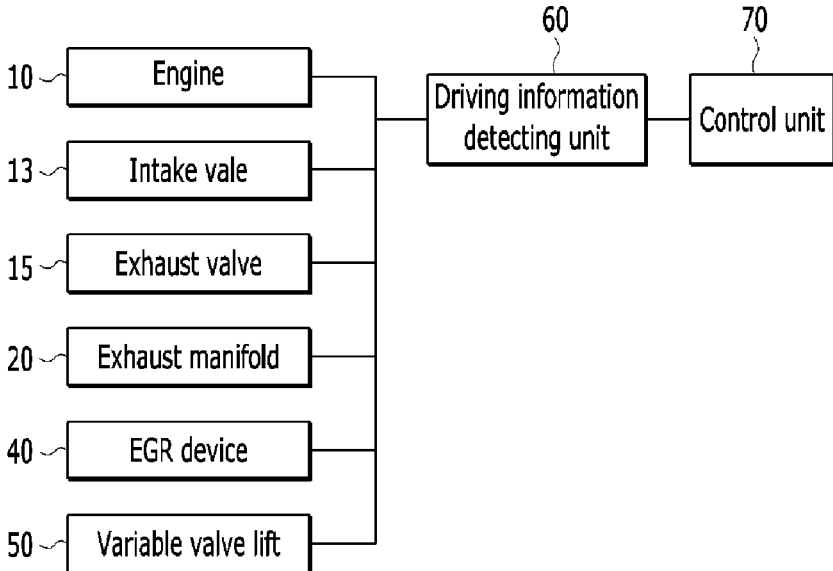 60
70
10
Engine
Driving information
detecting unit
Control unit
13
Intake vale
15
Exhaust valve
20
Exhaust manifold
40
EGR device
50
Variable valve lift